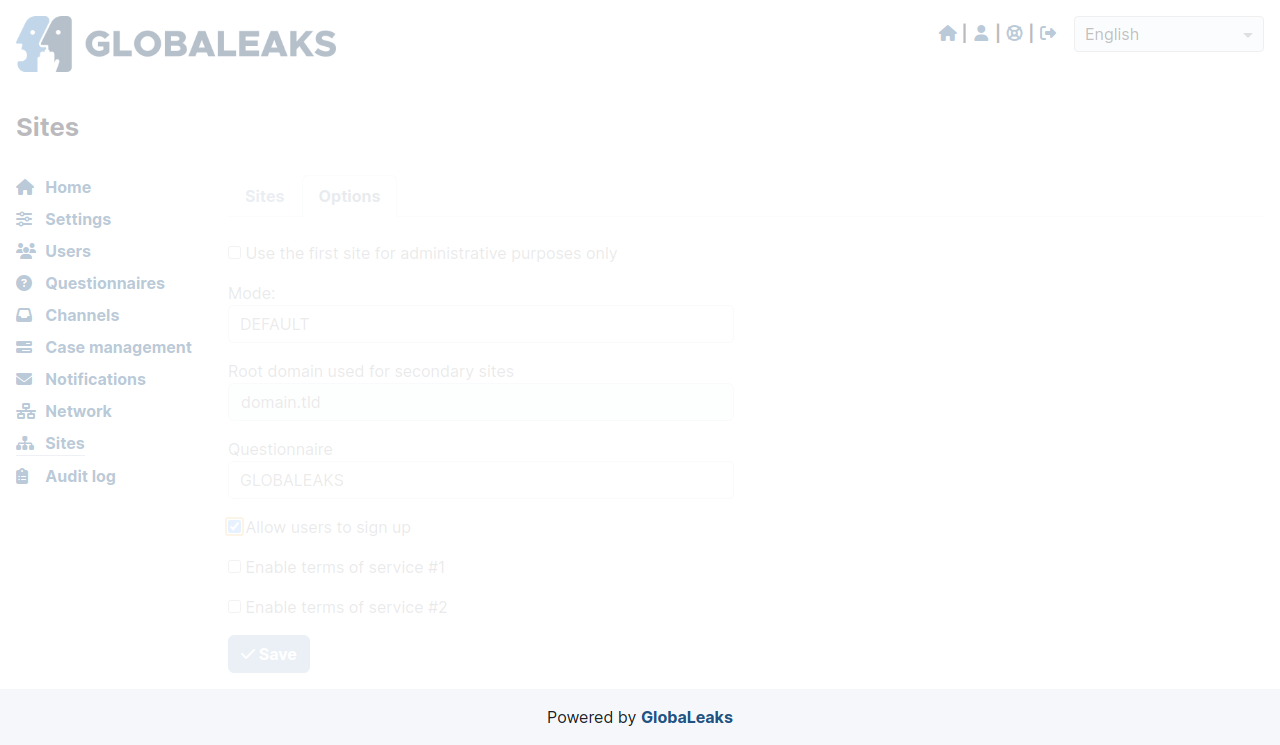 GLOBALEAKS
| | |
English
Sites
Home
Settings
Users
Questionnaires
Channels
Case management
Notifications
Network
Sites
Audit log
Sites Options
Use the first site for administrative purposes only
Mode:
DEFAULT
Root domain used for secondary sites
domain.tld
Questionnaire
GLOBALEAKS
Allow users to sign up
Enable terms of service #1
Enable terms of service #2
Save
Powered by GlobaLeaks